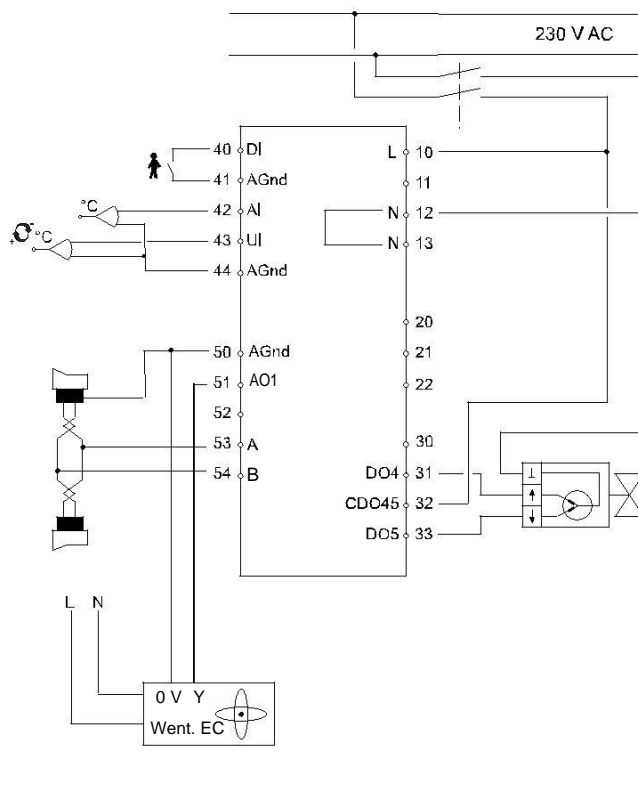 230 V AC
40 DI
L 10
41 AGnd
11
°C
42 AI
N 12
°C
43 UI
N 13
44 AGnd
20
50 AGnd
21
51 AO1
22
52
53 A
30
54 B
DO4 31
CDO45 32
DO5 33
L N
0 V Y
Went. EC